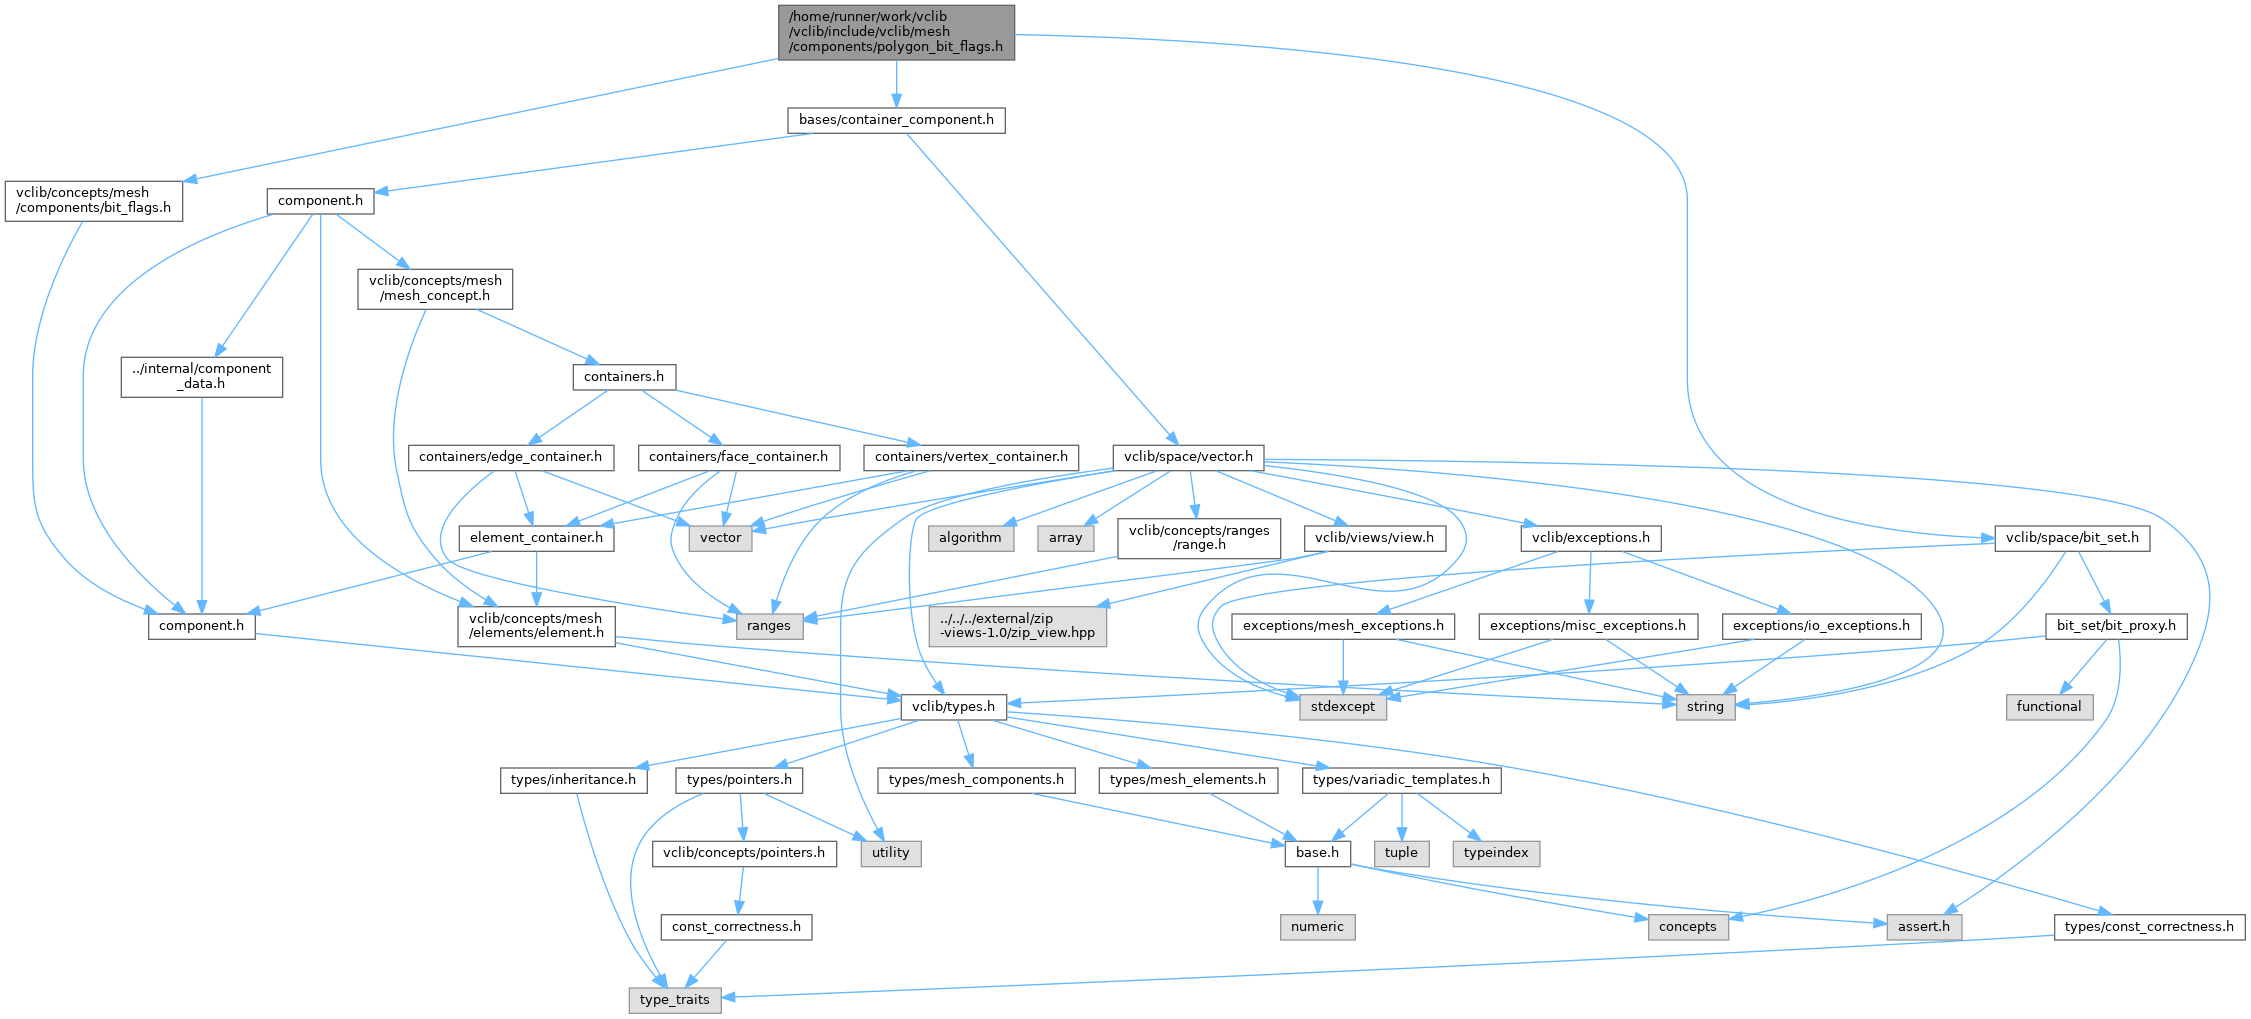 /home/runner/work/vclib
/vclib/include/vclib/mesh
/components/polygon_bit_flags.h
bases/container_component.h
vclib/concepts/mesh
/components/bit_flags.h
component.h
vclib/concepts/mesh
/mesh_concept.h
../internal/component
_data.h
containers.h
containers/edge_container.h
containers/face_container.h
containers/vertex_container.h
vclib/space/vector.h
element_container.h
vector
algorithm
array
vclib/concepts/ranges
/range.h
vclib/views/view.h
vclib/exceptions.h
vclib/space/bit_set.h
component.h
vclib/concepts/mesh
/elements/element.h
ranges
../../../external/zip
-views-1.0/zip_view.hpp
exceptions/mesh_exceptions.h
exceptions/misc_exceptions.h
exceptions/io_exceptions.h
bit_set/bit_proxy.h
vclib/types.h
stdexcept
string
functional
types/inheritance.h
types/pointers.h
types/mesh_components.h
types/mesh_elements.h
types/variadic_templates.h
vclib/concepts/pointers.h
utility
base.h
tuple
typeindex
const_correctness.h
numeric
concepts
assert.h
types/const_correctness.h
type_traits